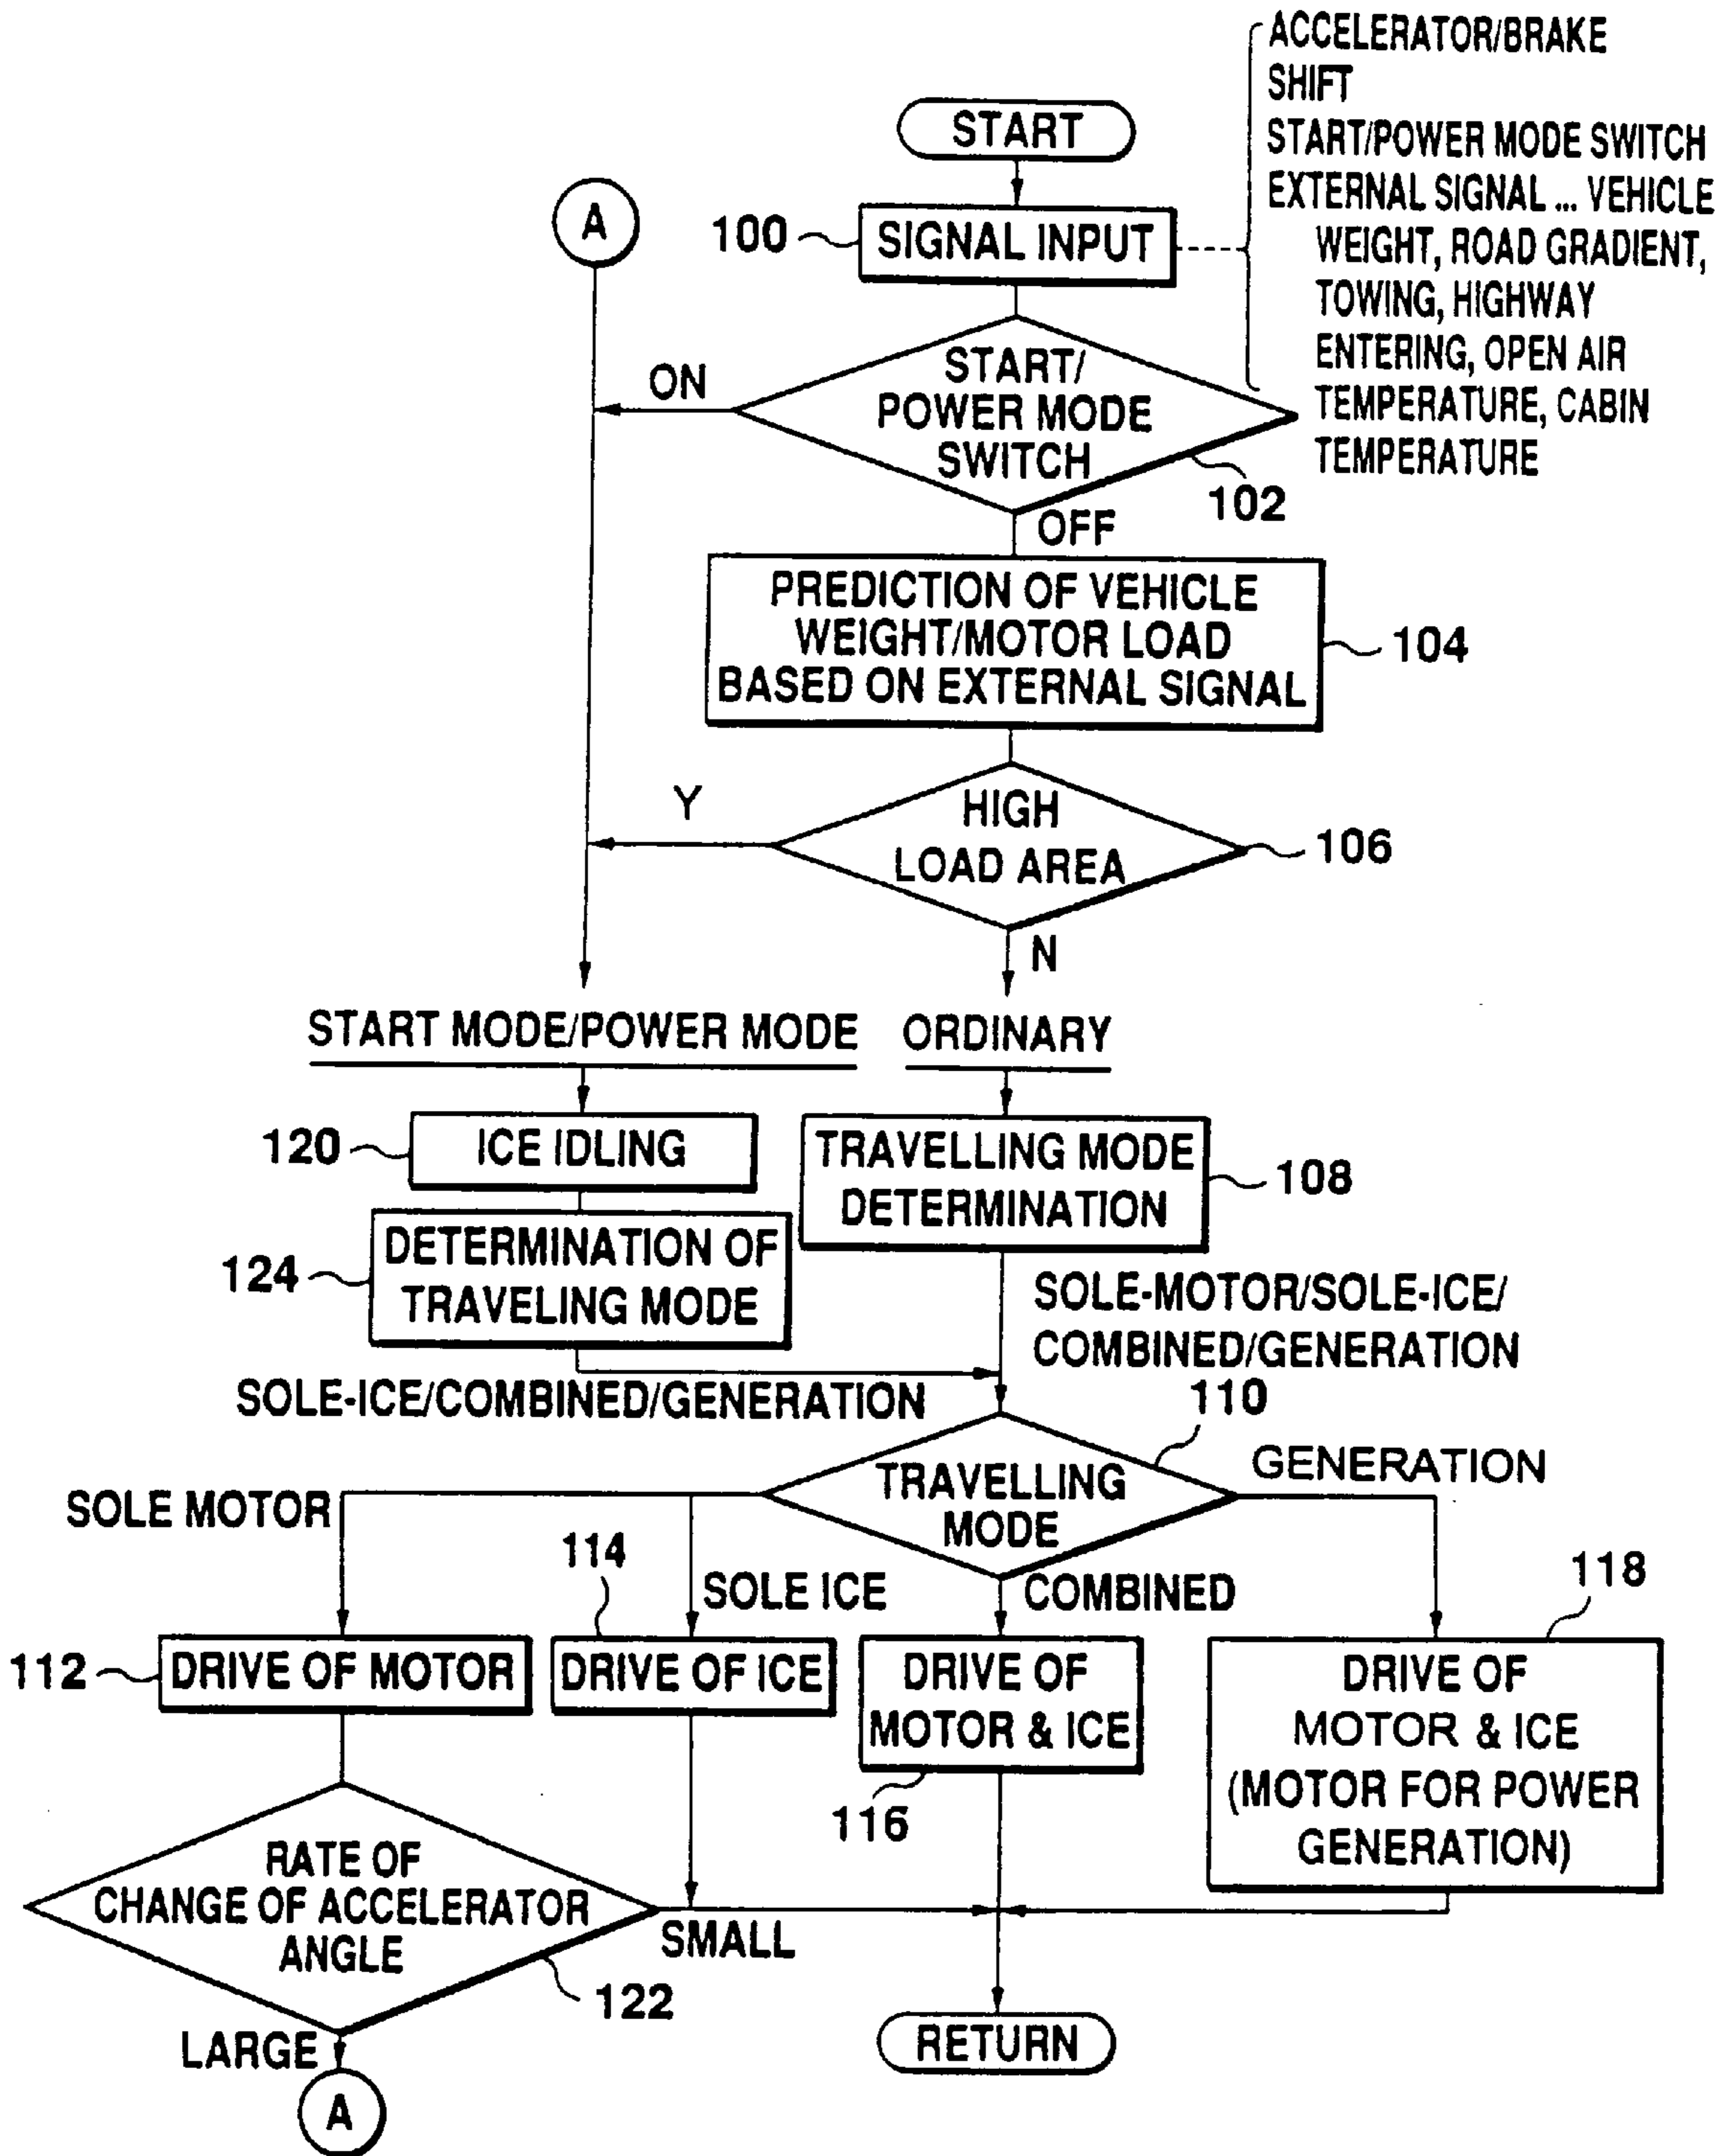 ACCELERATOR/BRAKE
SHIFT
START/POWER MODE SWITCH
EXTERNAL SIGNAL ... VEHICLE
WEIGHT, ROAD GRADIENT,
TOWING, HIGHWAY
ENTERING, OPEN AIR
TEMPERATURE, CABIN
TEMPERATURE
START
A
100
SIGNAL INPUT
ON
START/
POWER MODE
SWITCH
102
OFF
PREDICTION OF VEHICLE
WEIGHT/MOTOR LOAD
BASED ON EXTERNAL SIGNAL
104
Y
HIGH
LOAD AREA
106
N
START MODE/POWER MODE
ORDINARY
120
ICE IDLING
TRAVELLING MODE
DETERMINATION
108
124
DETERMINATION OF
TRAVELING MODE
SOLE-MOTOR/SOLE-ICE/
COMBINED/GENERATION
SOLE-ICE/COMBINED/GENERATION
110
TRAVELLING
MODE
GENERATION
SOLE MOTOR
114
SOLE ICE
COMBINED
118
112
DRIVE OF MOTOR
DRIVE OF ICE
DRIVE OF
MOTOR & ICE
116
DRIVE OF
MOTOR & ICE
(MOTOR FOR POWER
GENERATION)
RATE OF
CHANGE OF ACCELERATOR
ANGLE
SMALL
122
LARGE
A
RETURN